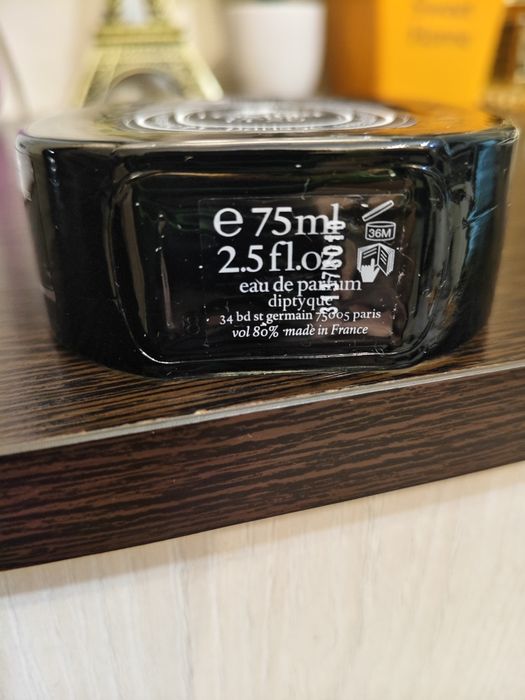 e 75ml
2.5 fl.o
36M
eau de parfum
diptyque
34 bd st germain 75005 paris
vol 80% made in France